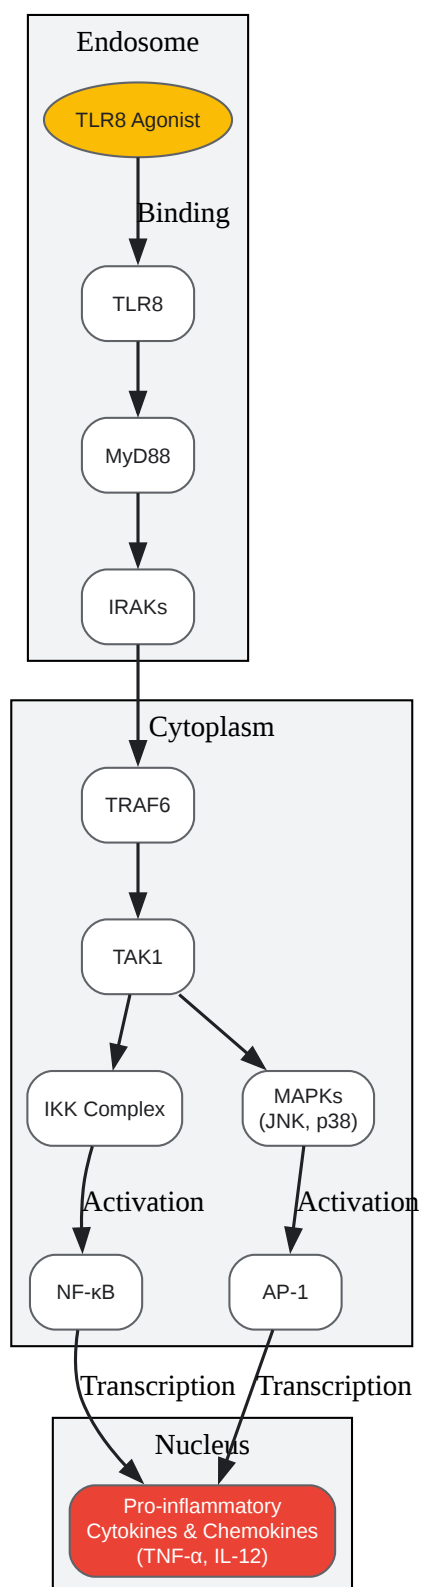 Endosome
TLR8 Agonist
Binding
TLR8
MyD88
IRAKs
Cytoplasm
TRAF6
TAK1
IKK Complex
MAPKs
(JNK, p38)
Activation
Activation
NF-κB
AP-1
Transcription
Transcription
Nucleus
Pro-inflammatory
Cytokines & Chemokines
(TNF-α, IL-12)